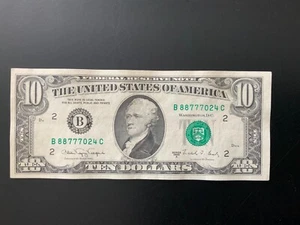 FEDERAL RESERVE NOTE
THE UNITED STATES OF AMERICA
10
10
THIS NOTE IS LEGAL TENDER
FOR ALL DEBTS, PUBLIC AND PRIVATE
B 88777024 C
WASHINGTON, D.C.
2
2
B
B 88777024 C
2
2
10
TEN DOLLARS
10